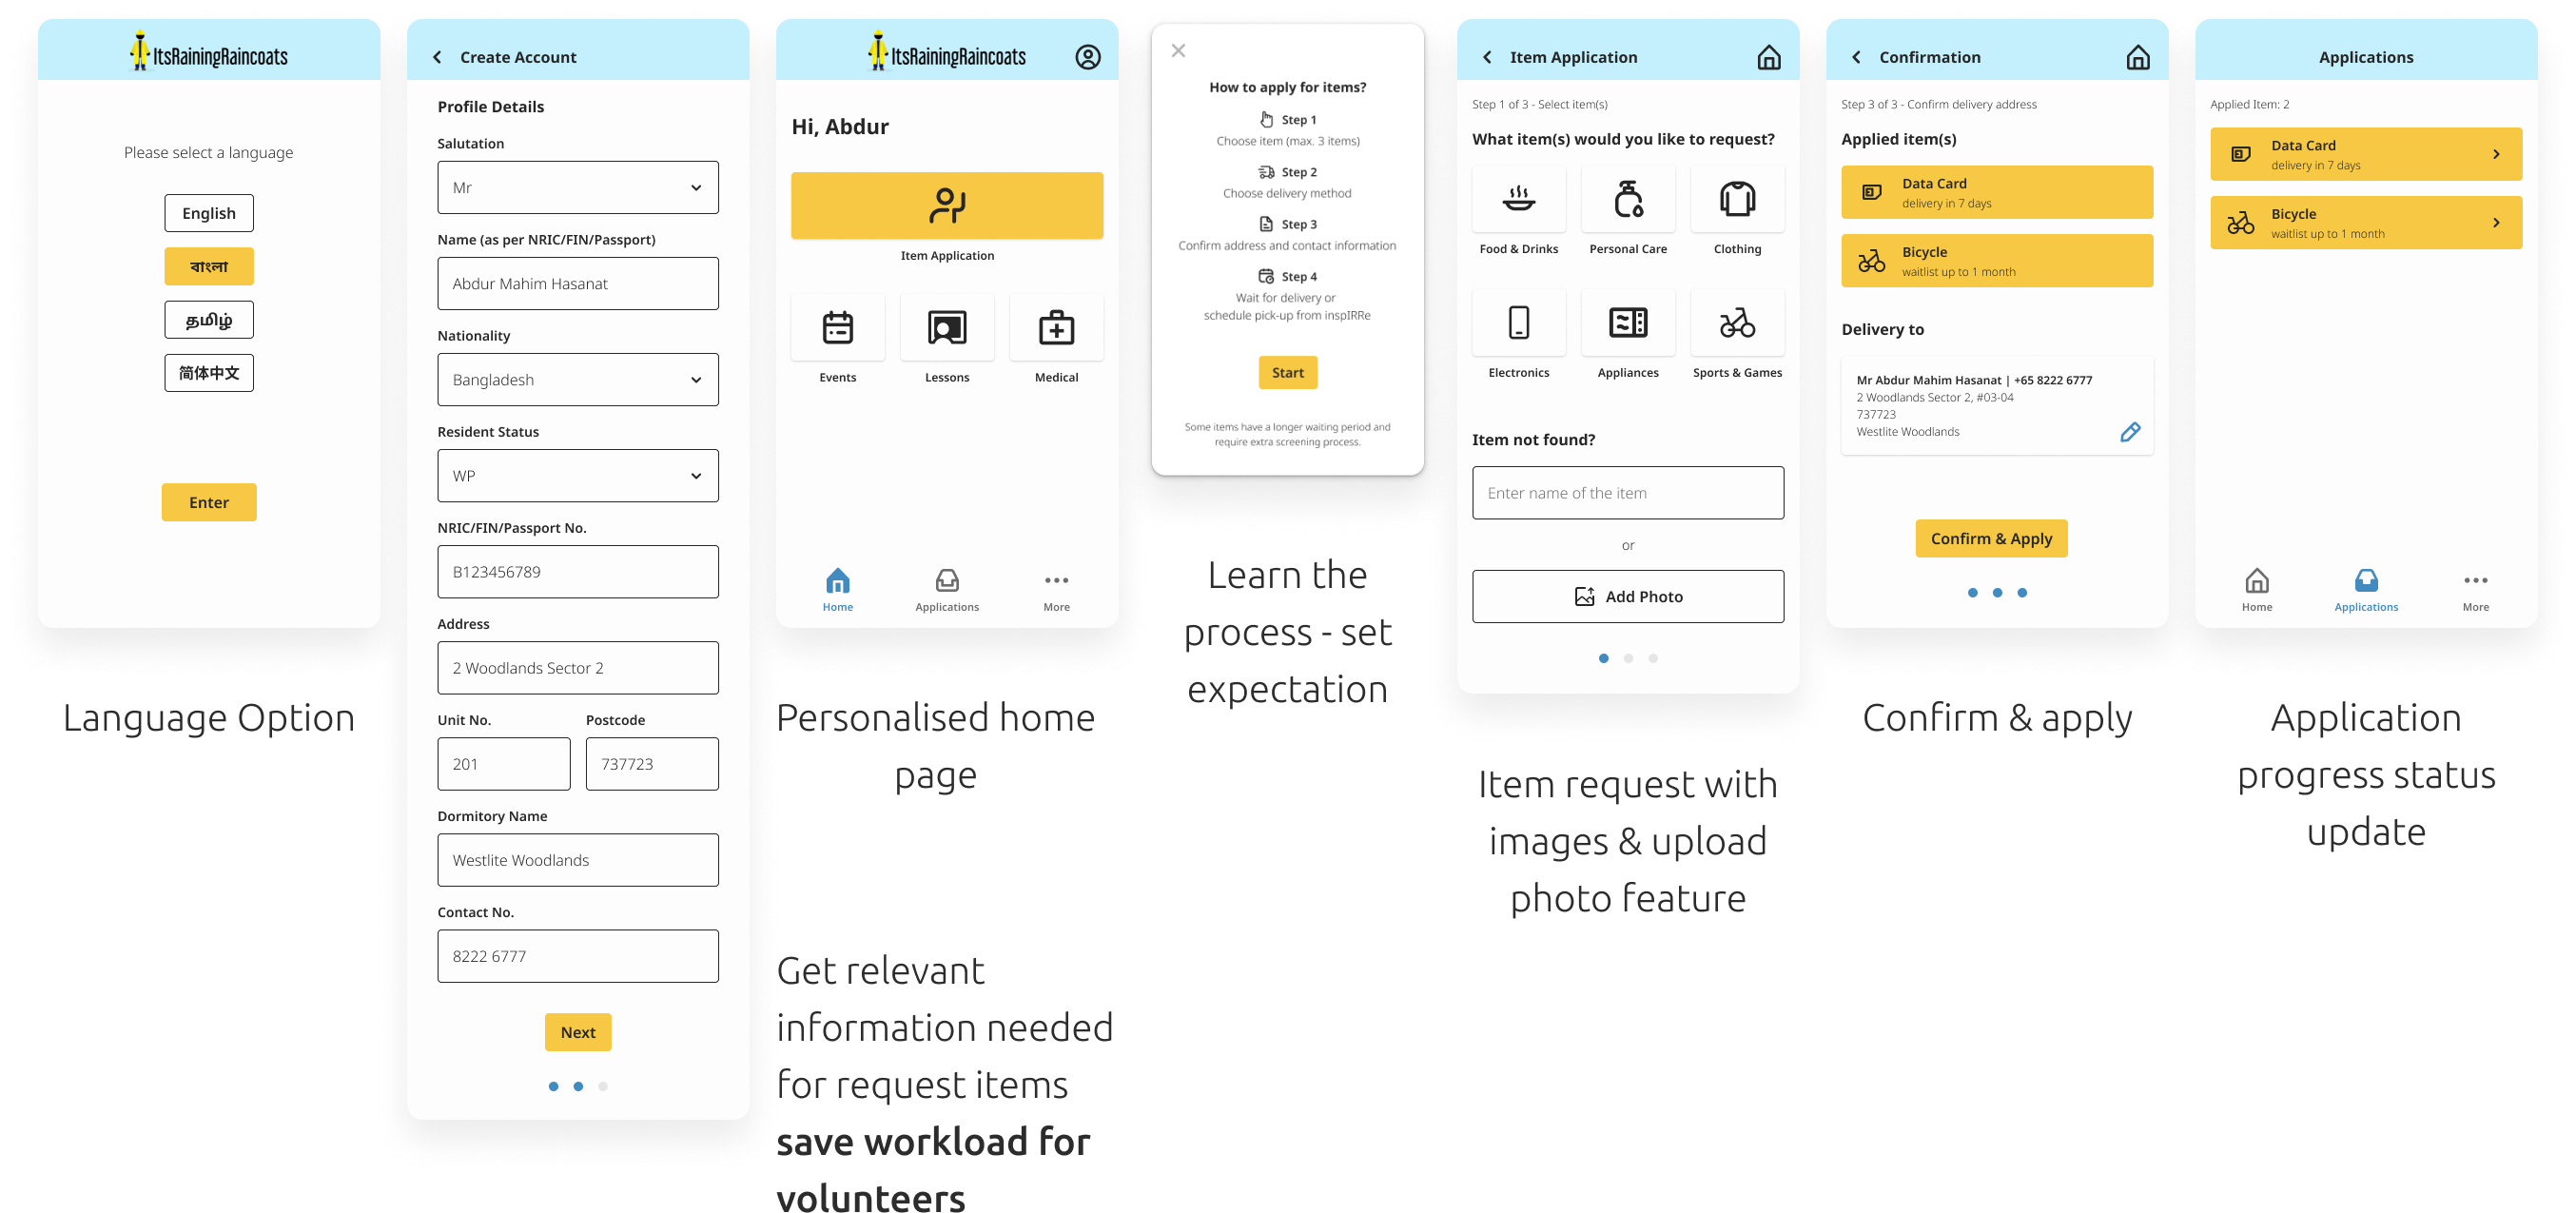 ItsRainingRaincoats
Please select a language
English
বাংলা
தமிழ்
简体中文
Enter
Language Option
Create Account
Profile Details
Salutation
Mr
Name (as per NRIC/FIN/Passport)
Abdur Mahim Hasanat
Nationality
Bangladesh
Resident Status
WP
NRIC/FIN/Passport No.
B123456789
Address
2 Woodlands Sector 2
Unit No. Postcode
201 737723
Dormitory Name
Westlite Woodlands
Contact No.
8222 6777
Next
ItsRainingRaincoats
Hi, Abdur
Item Application
Events Lessons Medical
Home Applications More
Personalised home
page
Get relevant
information needed
for request items
save workload for
volunteers
How to apply for items?
Step 1
Choose item (max. 3 items)
Step 2
Choose delivery method
Step 3
Confirm address and contact information
Step 4
Wait for delivery or
schedule pick-up from inspIRRe
Start
Some items have a longer waiting period and
require extra screening process.
Learn the
process - set
expectation
Item Application
Step 1 of 3 - Select item(s)
What item(s) would you like to request?
Food & Drinks Personal Care Clothing
Electronics Appliances Sports & Games
Item not found?
Enter name of the item
or
Add Photo
Item request with
images & upload
photo feature
Confirmation
Step 3 of 3 - Confirm delivery address
Applied item(s)
Data Card
delivery in 7 days
Bicycle
waitlist up to 1 month
Delivery to
Mr Abdur Mahim Hasanat | +65 8222 6777
2 Woodlands Sector 2, #03-04
737723
Westlite Woodlands
Confirm & Apply
Confirm & apply
Applications
Applied Item: 2
Data Card
delivery in 7 days
Bicycle
waitlist up to 1 month
Home Applications More
Application
progress status
update